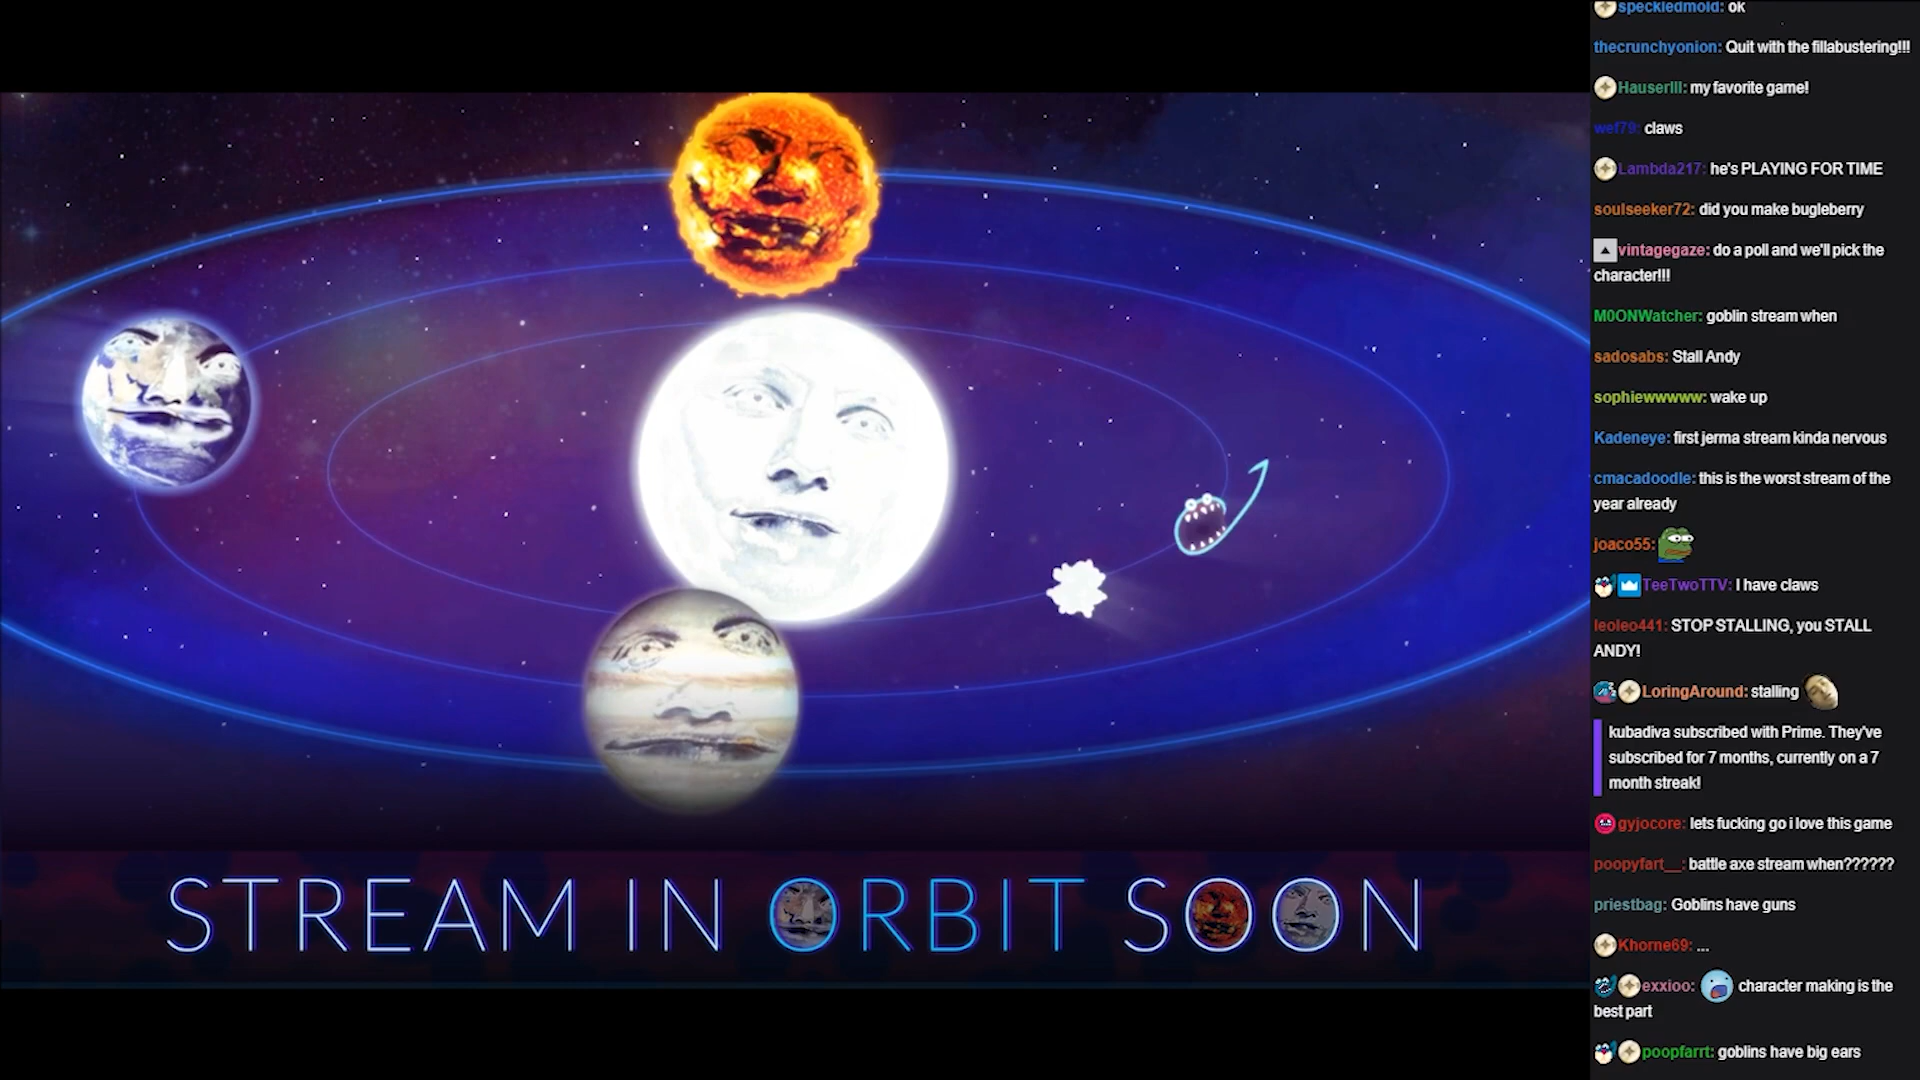 speckledmold: ok
thecrunchyonion: Quit with the fillabustering!!!
HauserIII: my favorite game!
wef79: claws
Lambda217: he's PLAYING FOR TIME
soulseeker72: did you make bugleberry
vintagegaze: do a poll and we'll pick the
character!!!
M0ONWatcher: goblin stream when
sadosabs: Stall Andy
sophiewwwww: wake up
Kadeneye: first jerma stream kinda nervous
cmacadoodle: this is the worst stream of the
year already
joaco55:
TeeTwoTTV: I have claws
leoleo441: STOP STALLING, you STALL
ANDY!
LoringAround: stalling
kubadiva subscribed with Prime. They've
subscribed for 7 months, currently on a 7
month streak!
gyjocore: lets fucking go i love this game
poopyfart__: battle axe stream when??????
priestbag: Goblins have guns
Khorne69: ...
exxioo: character making is the
best part
poopfarrt: goblins have big ears
STREAM IN ORBIT SOON